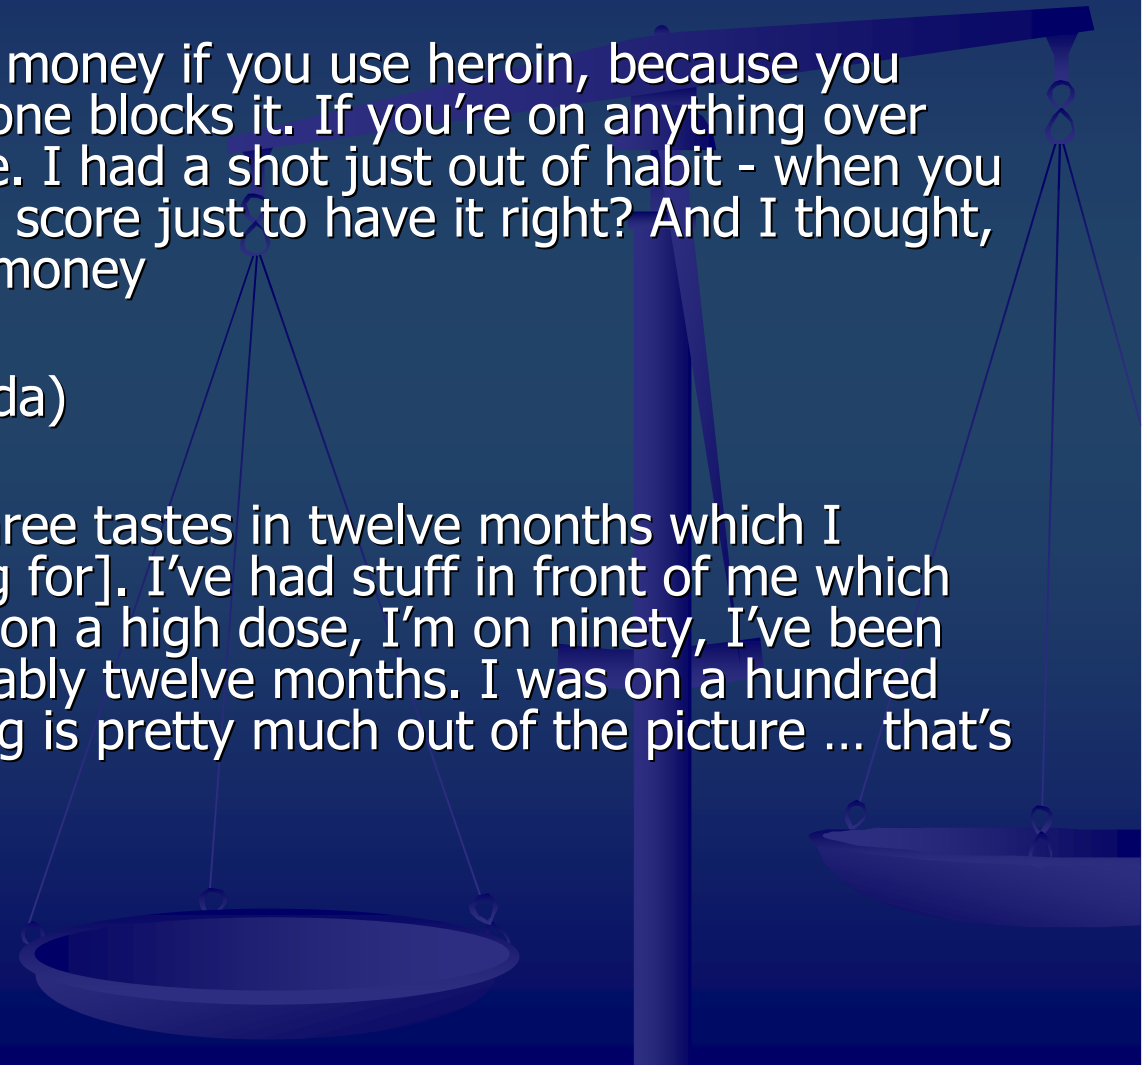 money if you use heroin, because you
one blocks it. If you’re on anything over
e. I had a shot just out of habit - when you
score just to have it right? And I thought,
money
da)
ree tastes in twelve months which I
g for]. I’ve had stuff in front of me which
on a high dose, I’m on ninety, I’ve been
ably twelve months. I was on a hundred
g is pretty much out of the picture … that’s